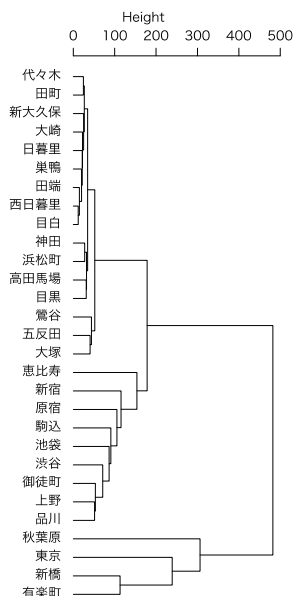 Height
0 100 200 300 400 500
代々木
田町
新大久保
大崎
日暮里
巣鴨
田端
西日暮里
目白
神田
浜松町
高田馬場
目黒
鶯谷
五反田
大塚
恵比寿
新宿
原宿
駒込
池袋
渋谷
御徒町
上野
品川
秋葉原
東京
新橋
有楽町